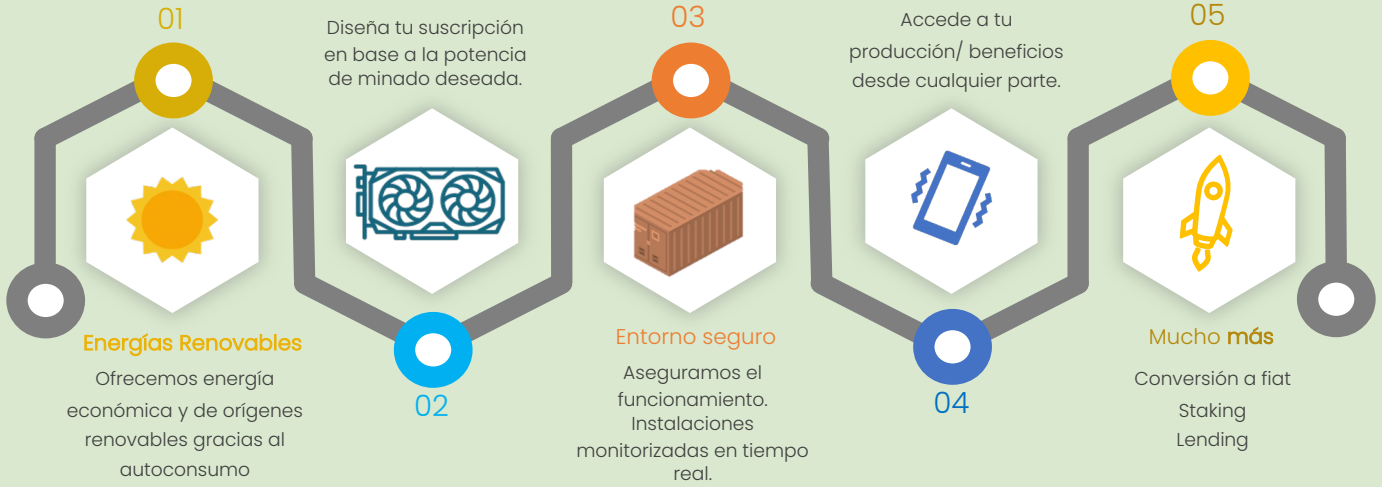 01
Energías Renovables
Ofrecemos energía
económica y de orígenes
renovables gracias al
autoconsumo
Diseña tu suscripción
en base a la potencia
de minado deseada.
02
03
Entorno seguro
Aseguramos el
funcionamiento.
Instalaciones
monitorizadas en tiempo
real.
Accede a tu
producción/ beneficios
desde cualquier parte.
04
05
Mucho más
Conversión a fiat
Staking
Lending